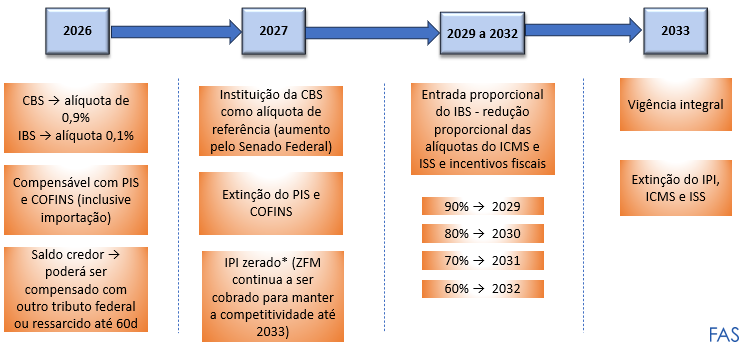 2026
2027
2029 a 2032
2033
CBS → alíquota de
0,9%
IBS → alíquota 0,1%
Compensável com PIS
e COFINS (inclusive
importação)
Saldo credor →
poderá ser
compensado com
outro tributo federal
ou ressarcido até 60d
Instituição da CBS
como alíquota de
referência (aumento
pelo Senado Federal)
Extinção do PIS e
COFINS
IPI zerado* (ZFM
continua a ser
cobrado para manter
a competitividade até
2033)
Entrada proporcional
do IBS - redução
proporcional das
alíquotas do ICMS e
ISS e incentivos fiscais
90% → 2029
80% → 2030
70% → 2031
60% → 2032
Vigência integral
Extinção do IPI,
ICMS e ISS
FAS